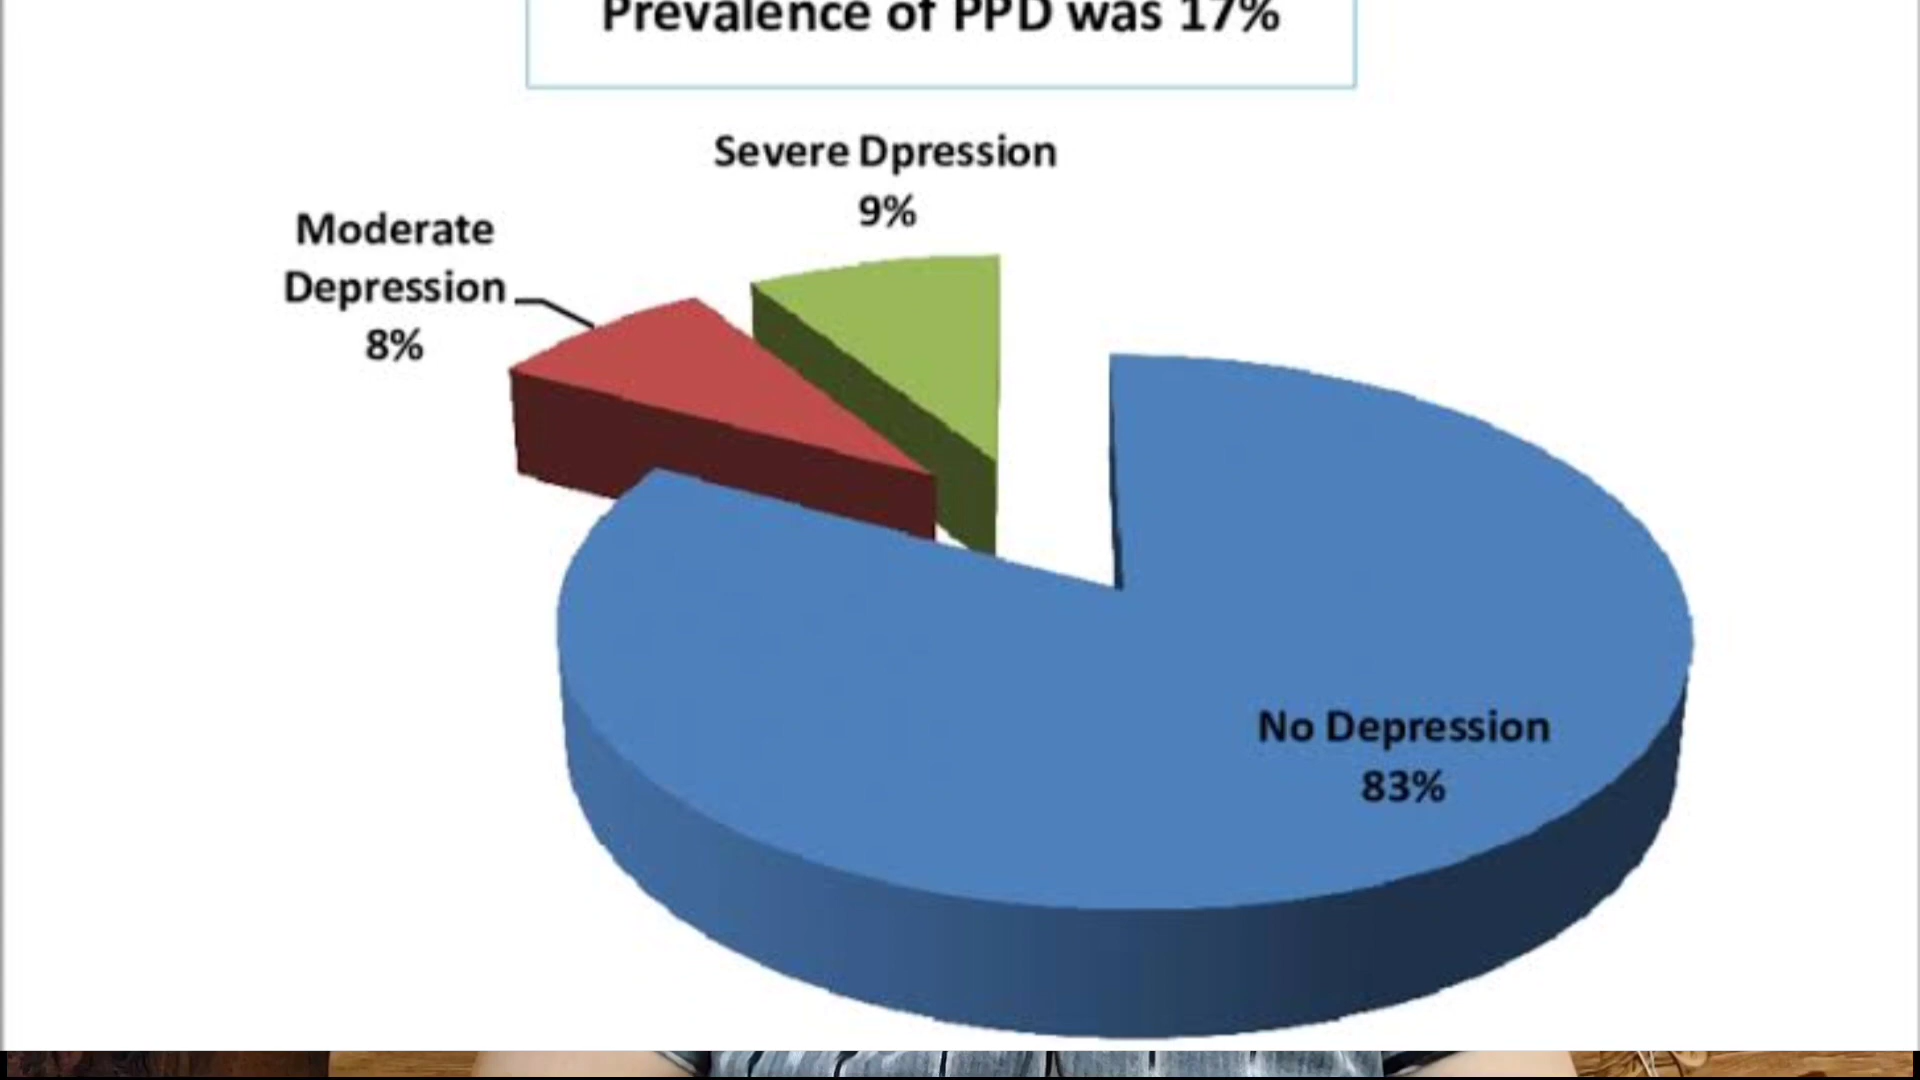 Prevalence of PPD was 17%
Severe Dpression
9%
Moderate
Depression
8%
No Depression
83%